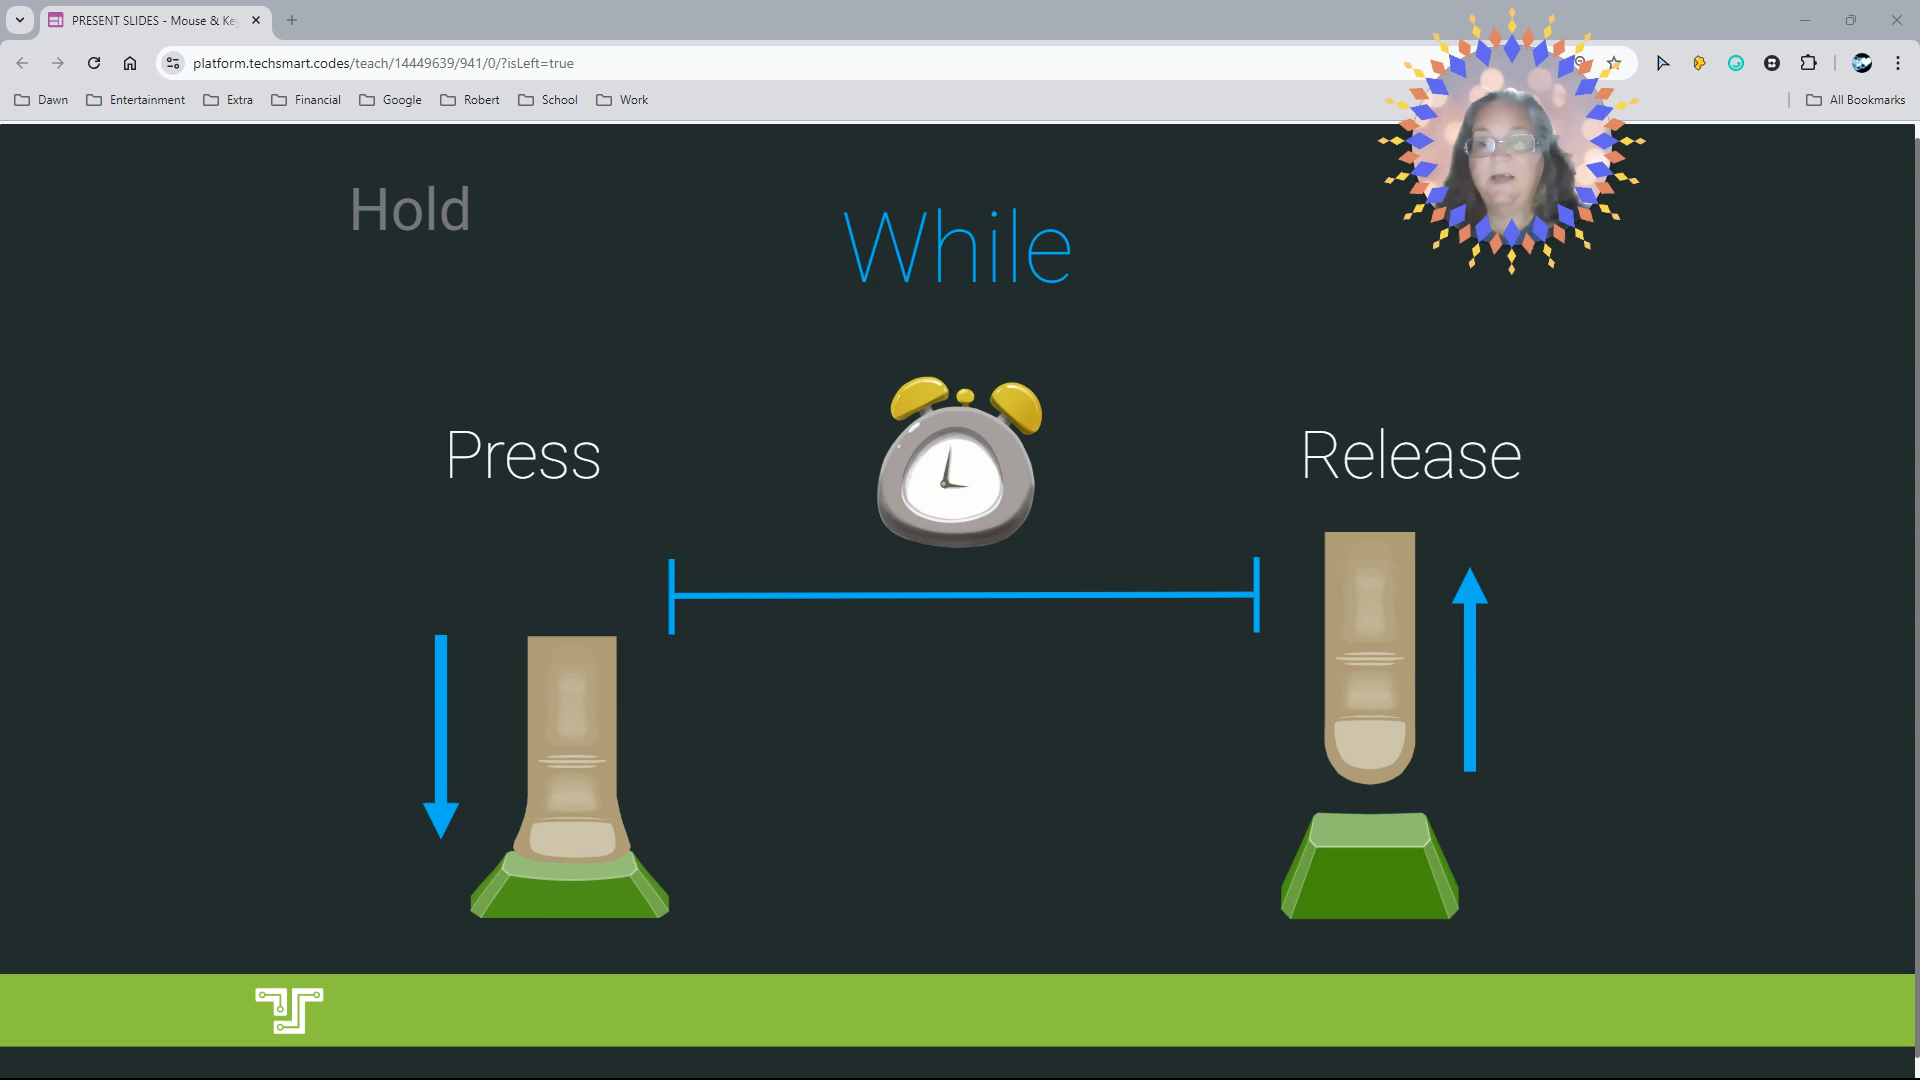 PRESENT SLIDES - Mouse & Ke
platform.techsmart.codes/teach/14449639/941/0/?isLeft=true
Dawn
Entertainment
Extra
Financial
Google
Robert
School
Work
All Bookmarks
Hold
While
Press
Release